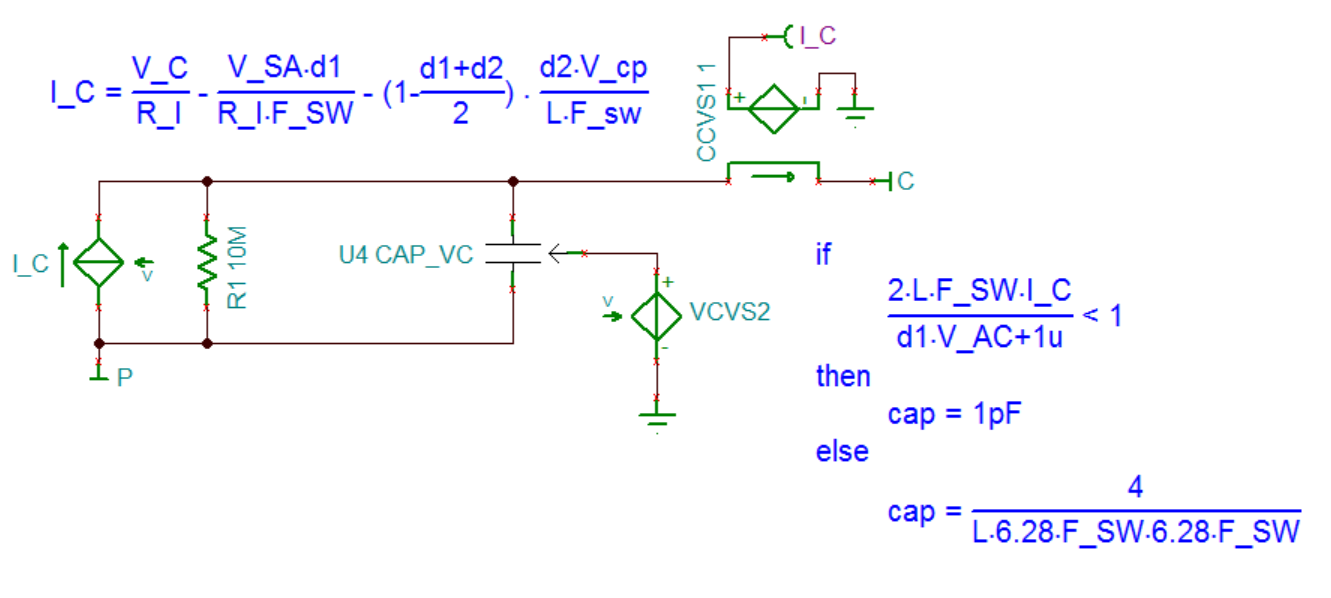 I_C
I_C = V_C/R_I - V_SA·d1/R_I·F_SW - (1-d1+d2/2) · d2·V_cp/L·F_sw
CCVS1 1
+ -
C
I_C
v
R1 10M
U4 CAP_VC
v
+
VCVS2
-
P
if
2·L·F_SW·I_C/d1·V_AC+1u < 1
then
cap = 1pF
else
cap = 4/L·6.28·F_SW·6.28·F_SW